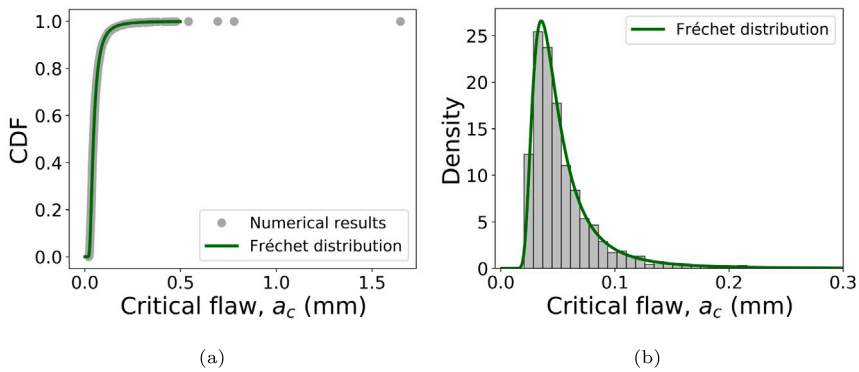 CDF
1.0
0.8
0.6
0.4
0.2
0.0
Numerical results
Fréchet distribution
0.0 0.5 1.0 1.5
Critical flaw, a_c (mm)
(a)
Density
25
20
15
10
5
0
Fréchet distribution
0.0 0.1 0.2 0.3
Critical flaw, a_c (mm)
(b)